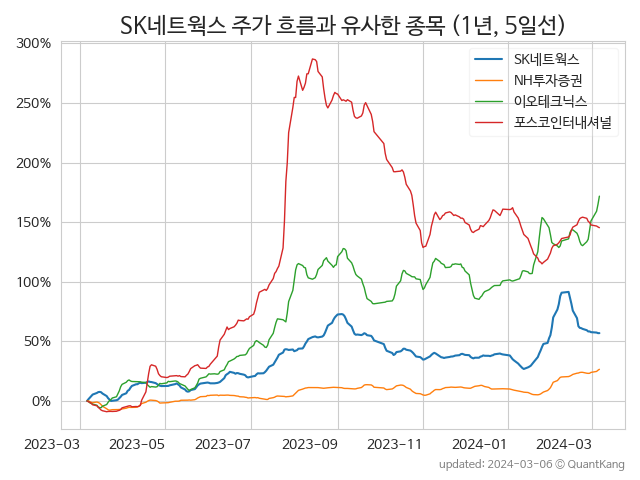 SK네트웍스 주가 흐름과 유사한 종목 (1년, 5일선)
300%
250%
200%
150%
100%
50%
0%
SK네트웍스
NH투자증권
이오테크닉스
포스코인터내셔널
2023-03 2023-05 2023-07 2023-09 2023-11 2024-01 2024-03
updated: 2024-03-06 © QuantKang